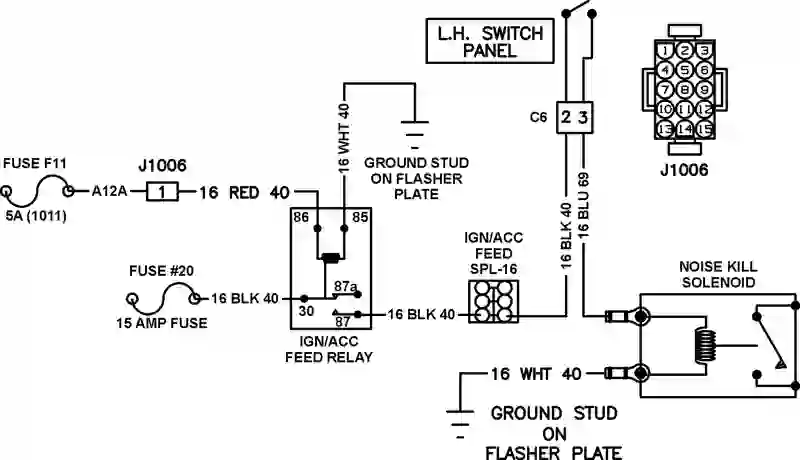 L.H. SWITCH
PANEL
1 2 3
4 5 6
7 8 9
10 11 12
13 14 15
J1006
C6
2 3
16 WHT 40
GROUND STUD
ON FLASHER
PLATE
FUSE F11
A12A
5A (1011)
J1006
1
16 RED 40
86
85
87a
30
87
IGN/ACC
FEED RELAY
FUSE #20
16 BLK 40
15 AMP FUSE
16 BLK 40
IGN/ACC
FEED
SPL-16
16 BLK 40
16 BLU 69
NOISE KILL
SOLENOID
16 WHT 40
GROUND STUD
ON
FLASHER PLATE